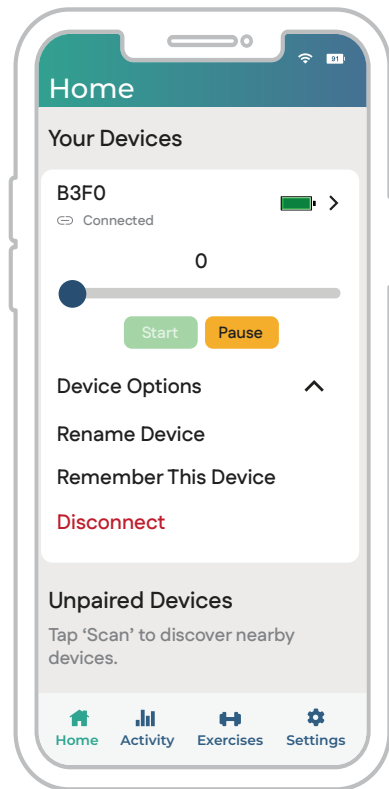 91
Home
Your Devices
B3F0
Connected
0
Start Pause
Device Options
Rename Device
Remember This Device
Disconnect
Unpaired Devices
Tap ‘Scan’ to discover nearby
devices.
Home Activity Exercises Settings